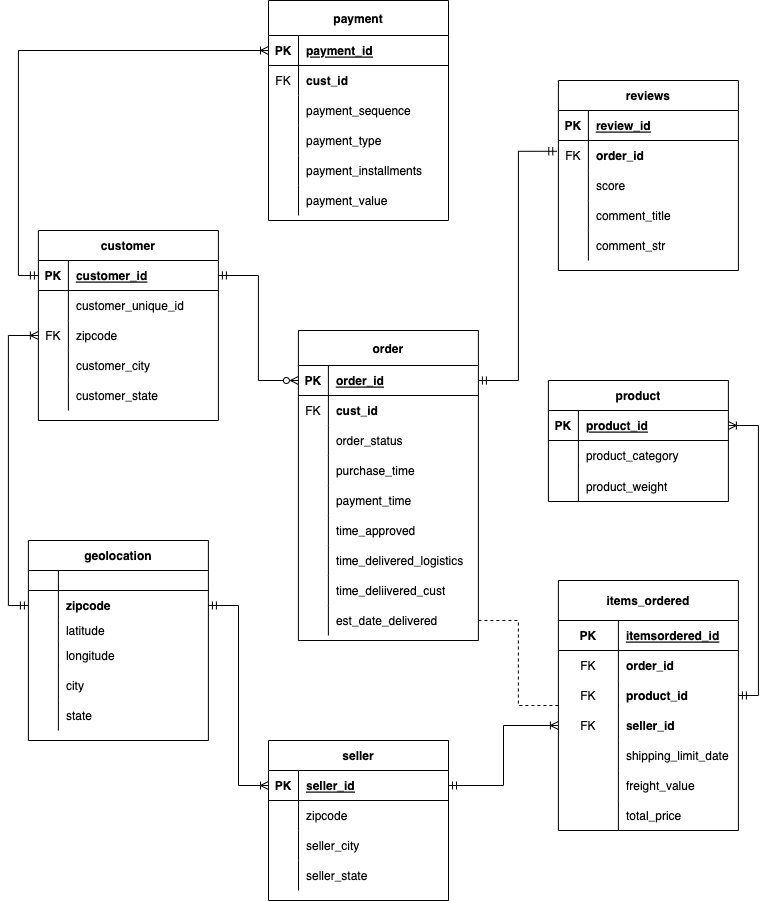 payment
PK payment_id
FK cust_id
payment_sequence
payment_type
payment_installments
payment_value
reviews
PK review_id
FK order_id
score
comment_title
comment_str
customer
PK customer_id
customer_unique_id
FK zipcode
customer_city
customer_state
order
PK order_id
FK cust_id
order_status
purchase_time
payment_time
time_approved
time_delivered_logistics
time_deliivered_cust
est_date_delivered
product
PK product_id
product_category
product_weight
geolocation
zipcode
latitude
longitude
city
state
items_ordered
PK itemsordered_id
FK order_id
FK product_id
FK seller_id
shipping_limit_date
freight_value
total_price
seller
PK seller_id
zipcode
seller_city
seller_state